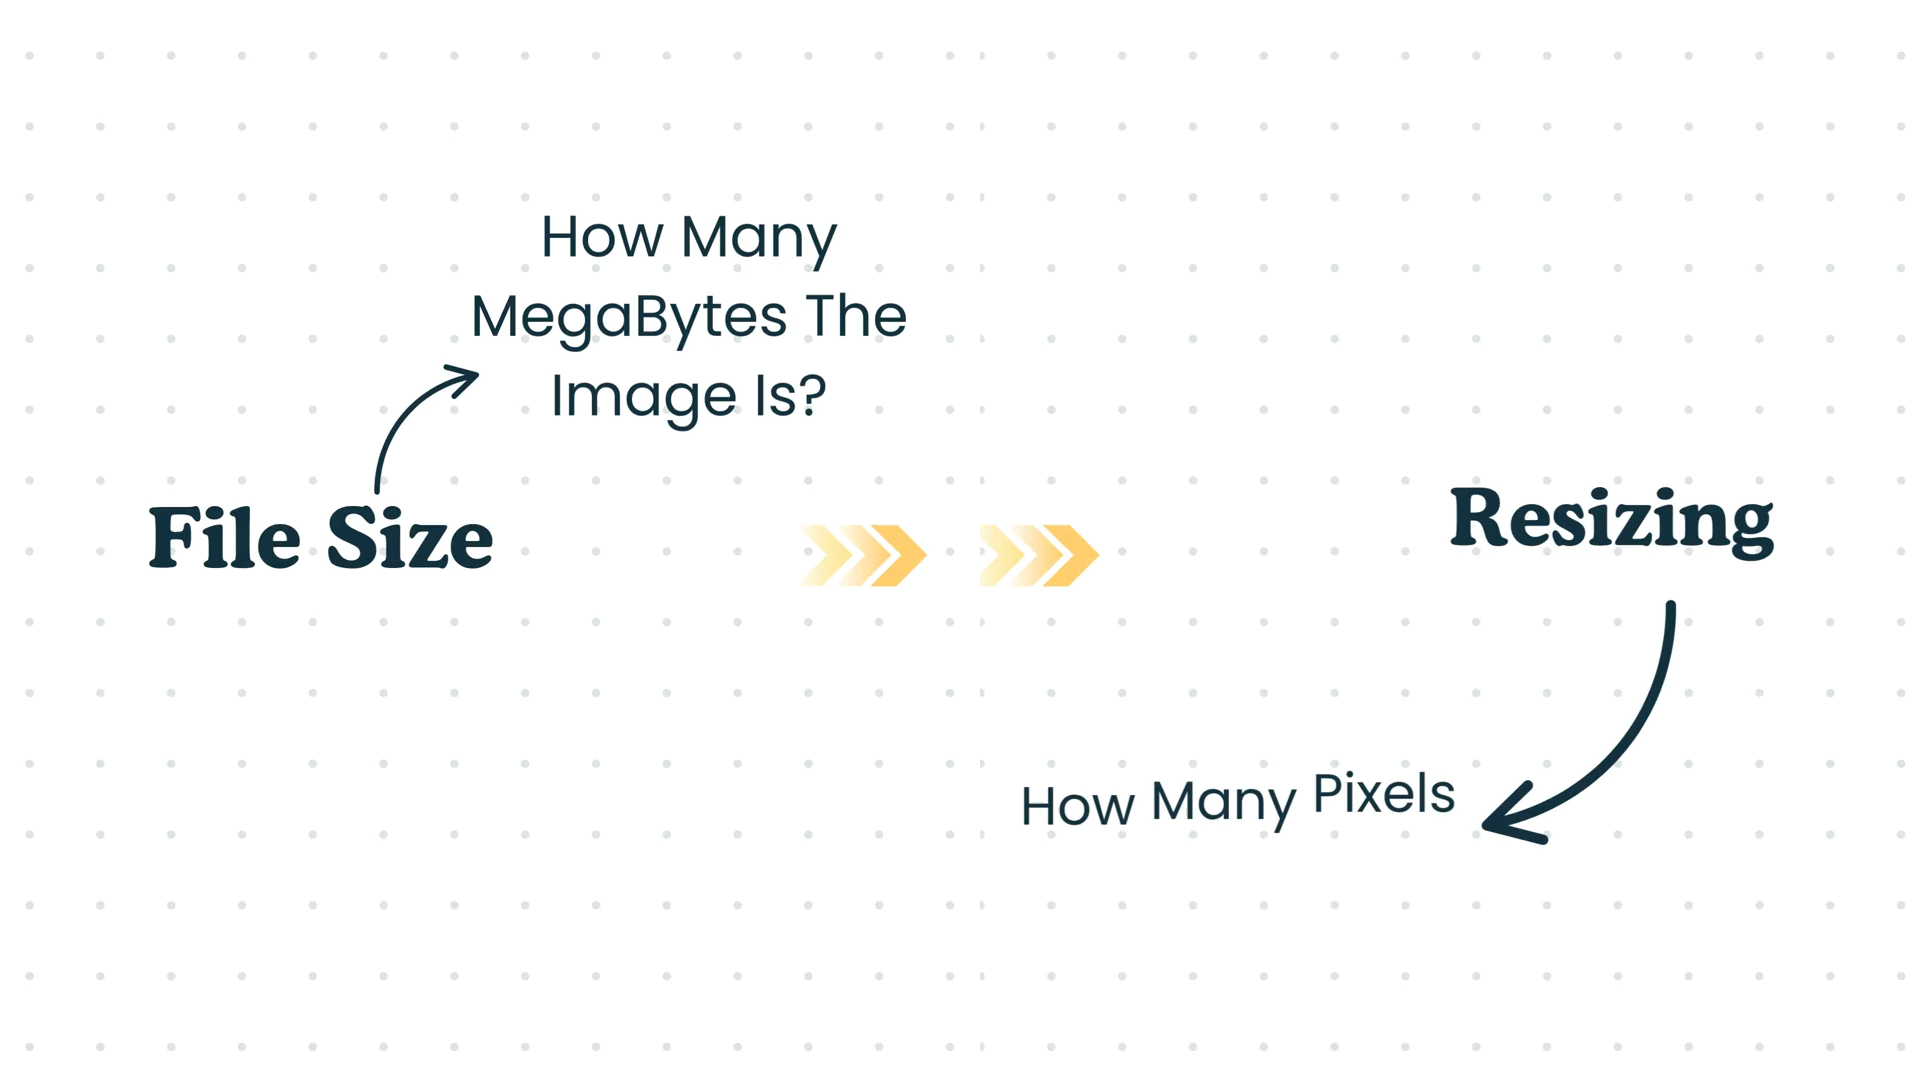 How Many
MegaBytes The
Image Is?
File Size
Resizing
How Many Pixels